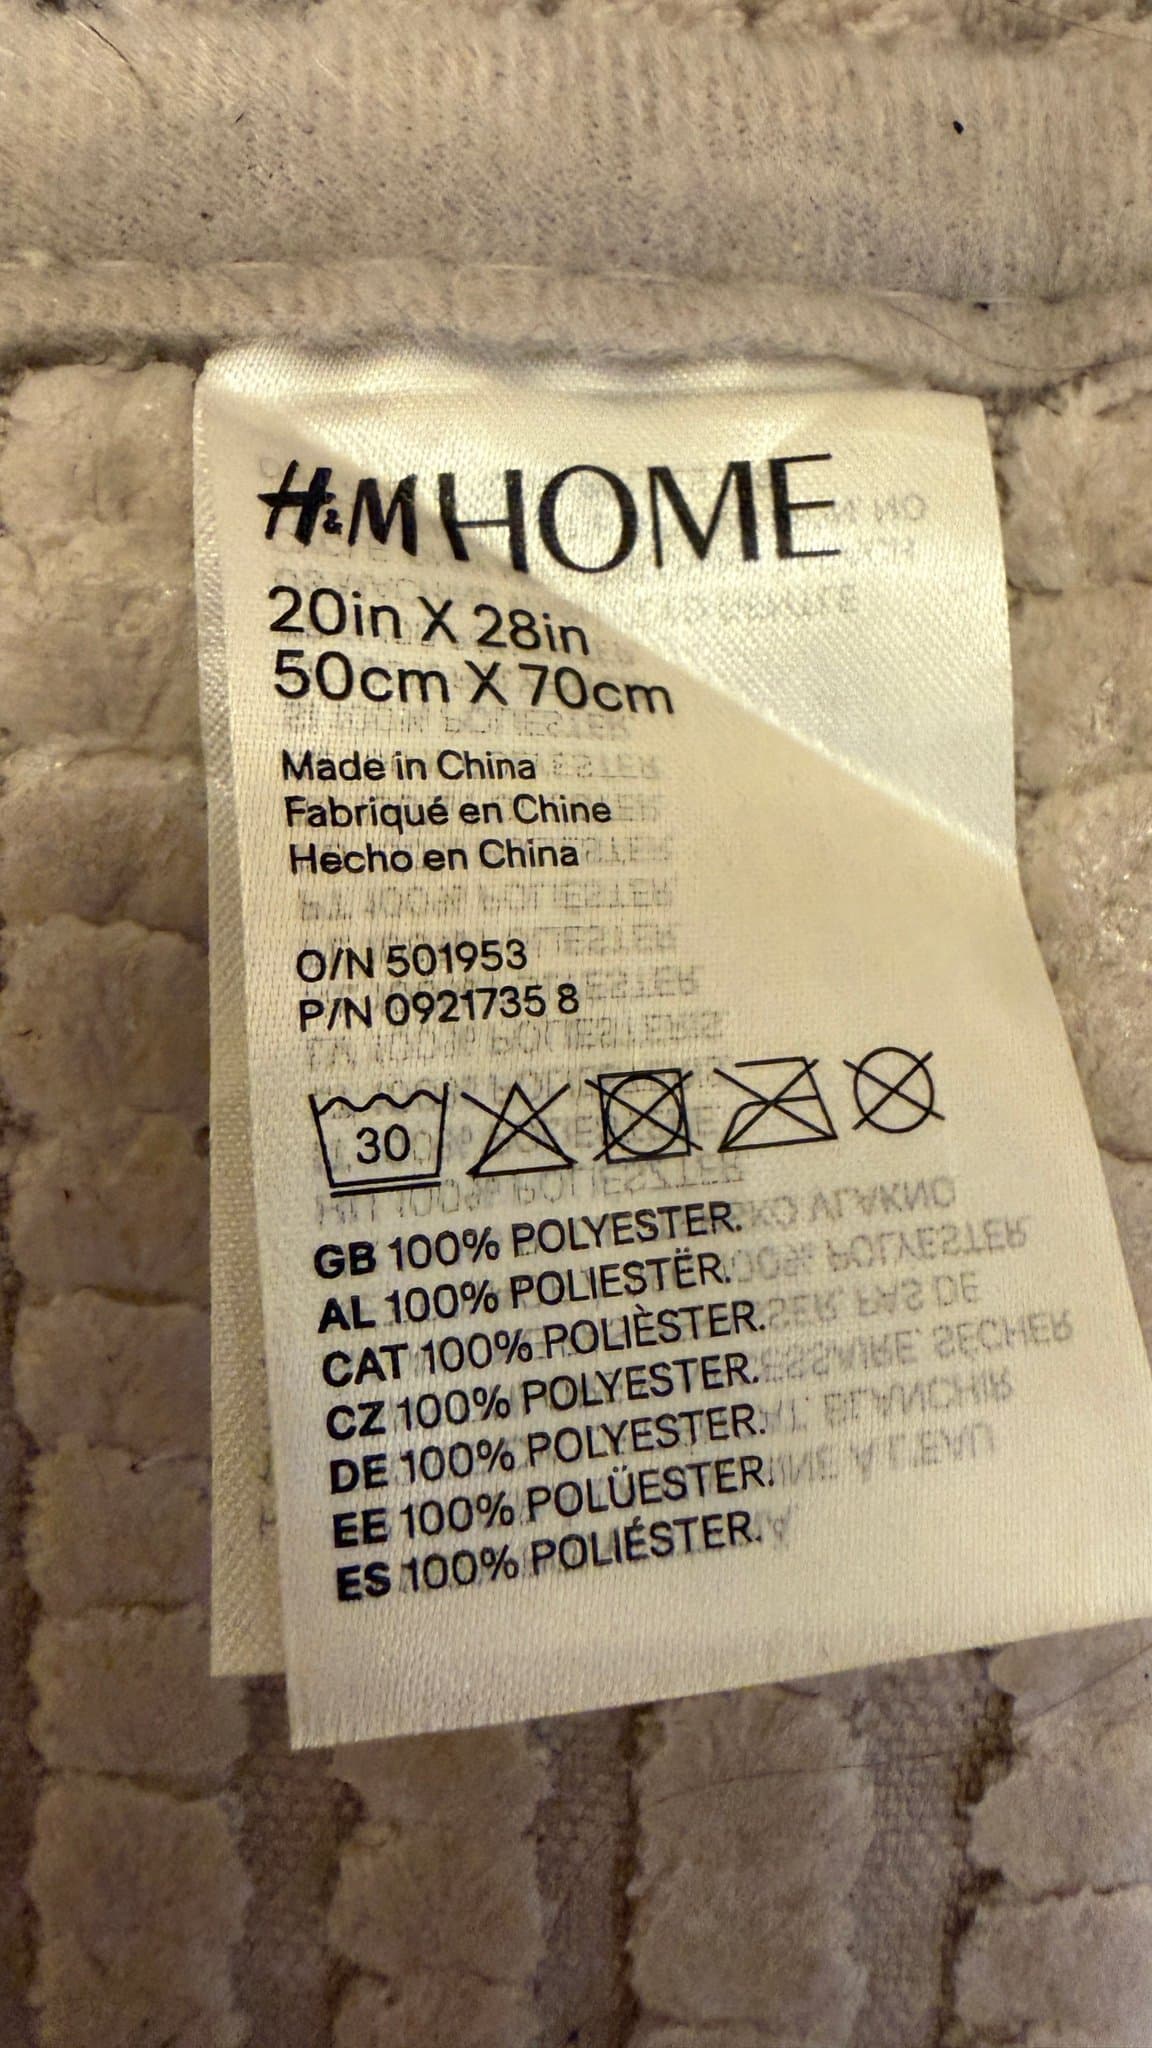 H&M HOME
20in X 28in
50cm X 70cm
Made in China
Fabriqué en Chine
Hecho en China
O/N 501953
P/N 0921735 8
30
GB 100% POLYESTER.
AL 100% POLIESTËR.
CAT 100% POLIÈSTER.
CZ 100% POLYESTER.
DE 100% POLYESTER.
EE 100% POLÜESTER.
ES 100% POLIÉSTER.